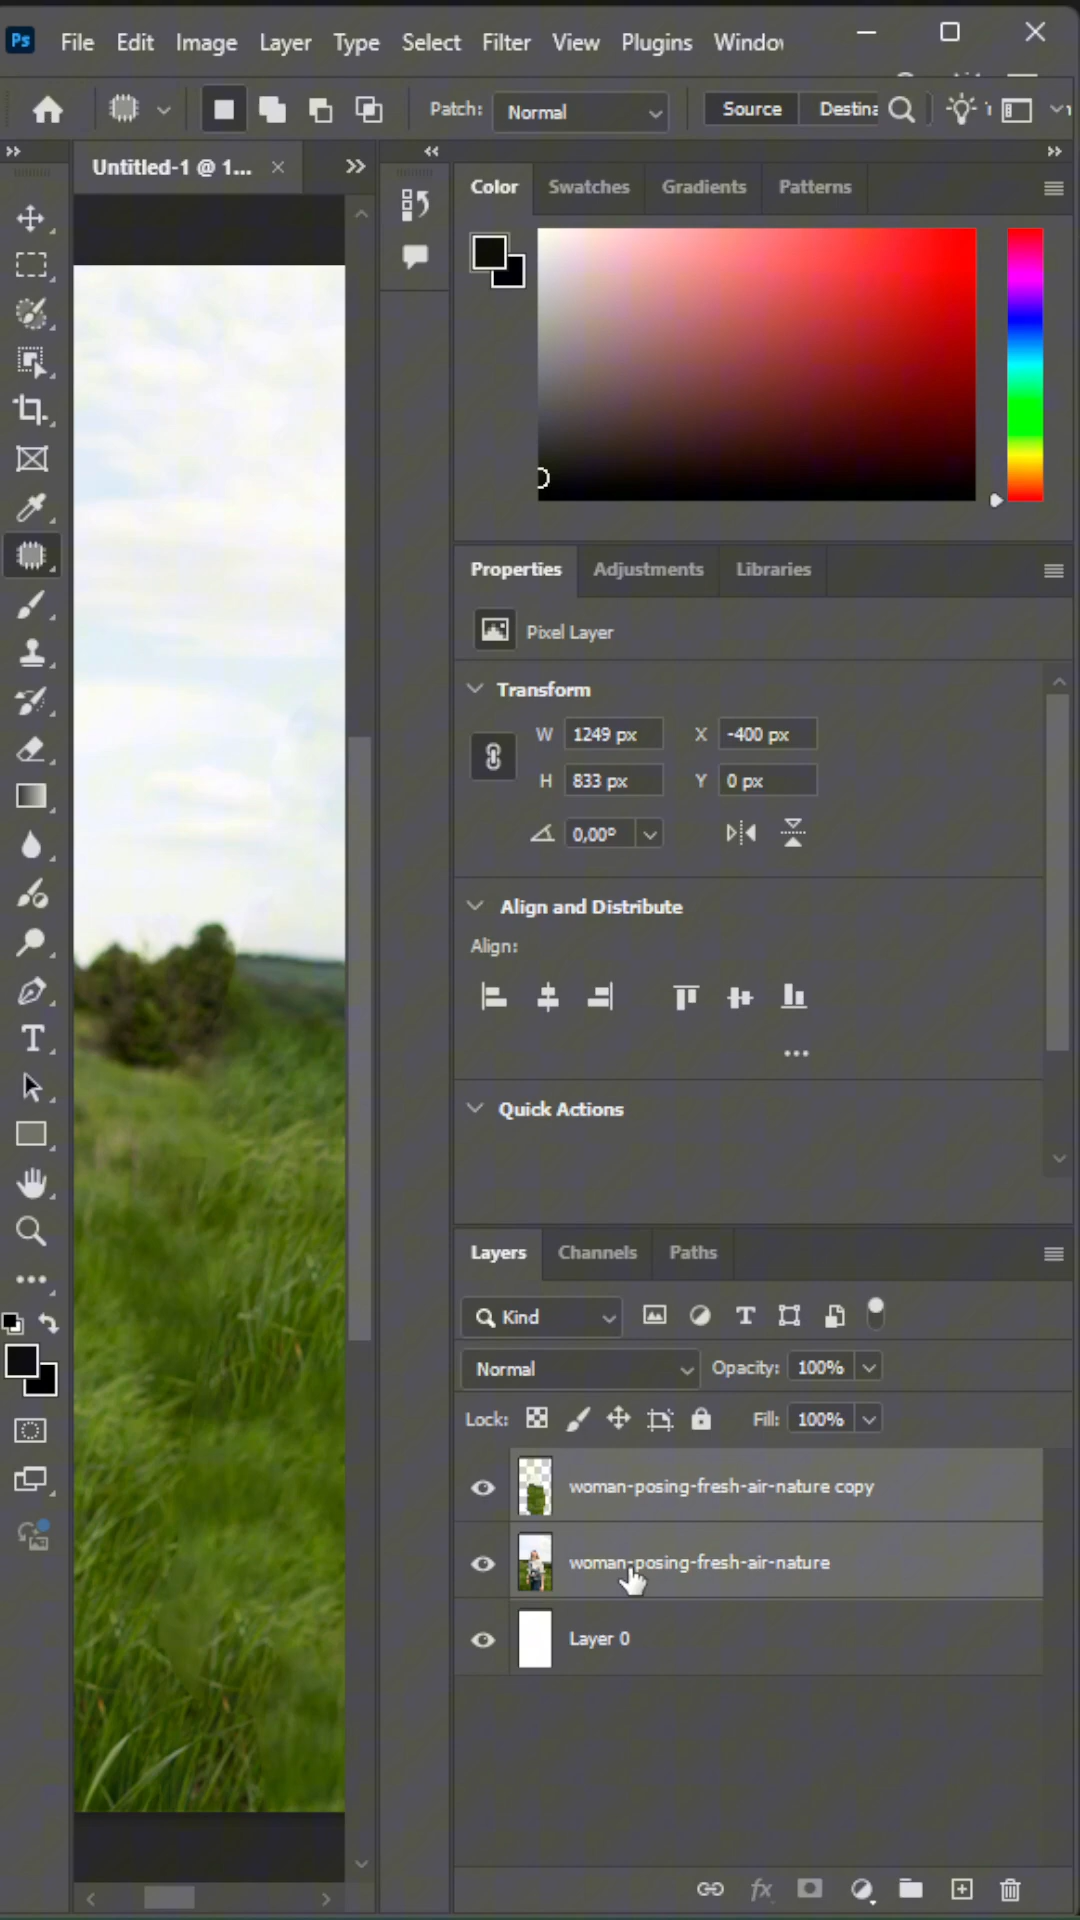 Ps File Edit Image Layer Type Select Filter View Plugins
Patch: Normal Source
Untitled-1 @ 1...
Color Swatches Gradients Patterns
Properties Adjustments Libraries
Pixel Layer
Transform
W 1249 px X -400 px
H 833 px Y 0 px
0,00°
Align and Distribute
Align:
Quick Actions
Layers Channels Paths
Kind
Normal Opacity: 100%
Lock: Fill: 100%
woman-posing-fresh-air-nature copy
woman-posing-fresh-air-nature
Layer 0
fx